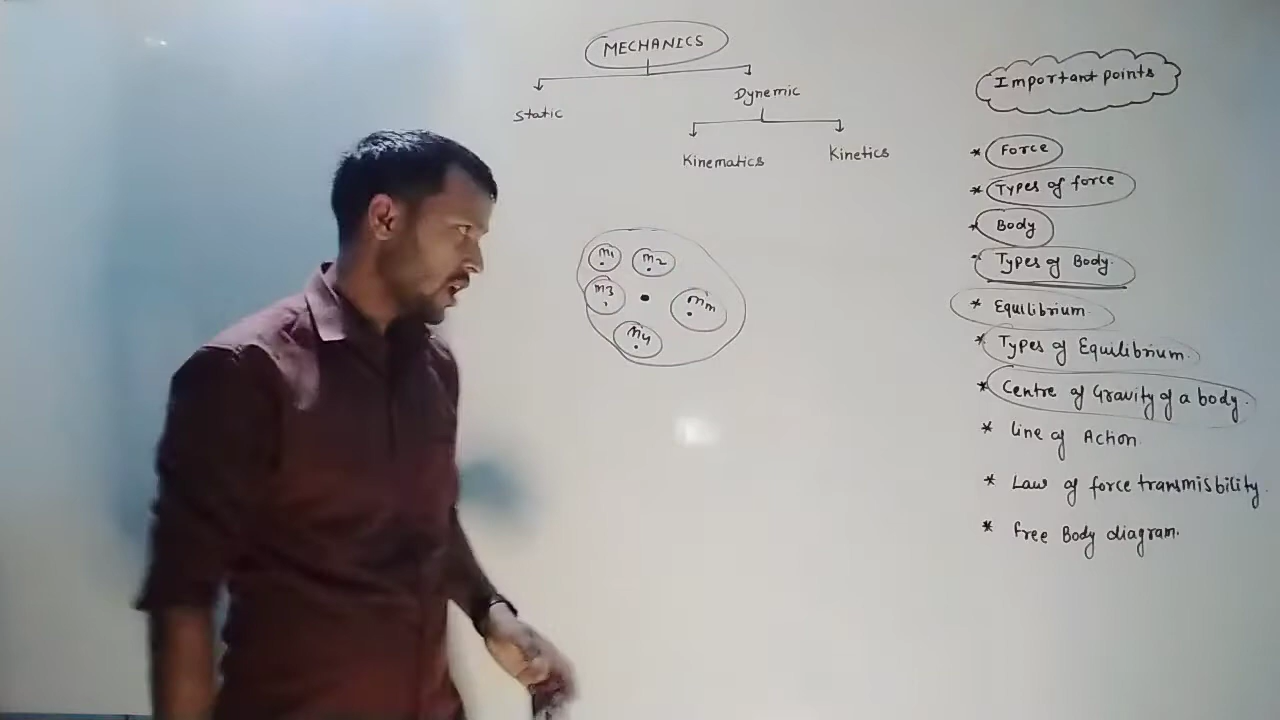 MECHANICS
Static
Dynemic
Kinematics
Kinetics
m1
m2
m3
m4
mn
Important points
* Force
* Types of force
* Body
* Types of Body.
* Equilibrium.
* Types of Equilibrium.
* Centre of Gravity of a body.
* line of Action.
* Law of force transmisbility.
* free Body diagram.